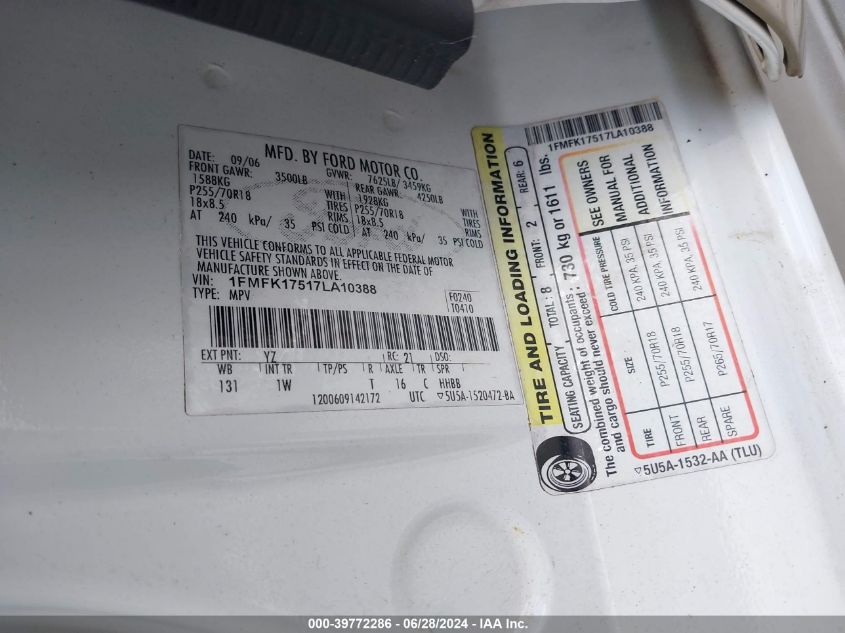 MFD. BY FORD MOTOR CO.
DATE: 09/06 GVWR: 7625LB/ 3459KG
FRONT GAWR: 3500LB REAR GAWR: 4250LB
1588KG WITH 1928KG WITH
P255/70R18 TIRES P255/70R18 TIRES
18x8.5 RIMS 18x8.5 RIMS
AT 240 kPa/ 35 PSI COLD AT 240 kPa/ 35 PSI COLD
THIS VEHICLE CONFORMS TO ALL APPLICABLE FEDERAL MOTOR
VEHICLE SAFETY STANDARDS IN EFFECT ON THE DATE OF
MANUFACTURE SHOWN ABOVE.
VIN: 1FMFK17517LA10388
TYPE: MPV
F0240
T0410
EXT PNT: YZ RC: 21 DSO:
WB INT TR TP/PS R AXLE TR SPR
131 1W T 16 C HHBB
1200609142172 UTC ▽5U5A-1520472-BA
1FMFK17517LA10388
TIRE AND LOADING INFORMATION
SEATING CAPACITY, TOTAL: 8 FRONT: 2 REAR: 6
The combined weight of occupants : 730 kg or 1611 lbs.
and cargo should never exceed
TIRE SIZE COLD TIRE PRESSURE SEE OWNERS
MANUAL FOR
ADDITIONAL
INFORMATION
FRONT P255/70R18 240 KPA, 35 PSI
REAR P255/70R18 240 KPA, 35 PSI
SPARE P265/70R17 240 KPA, 35 PSI
▽5U5A-1532-AA (TLU)
000-39772286 - 06/28/2024 - IAA Inc.